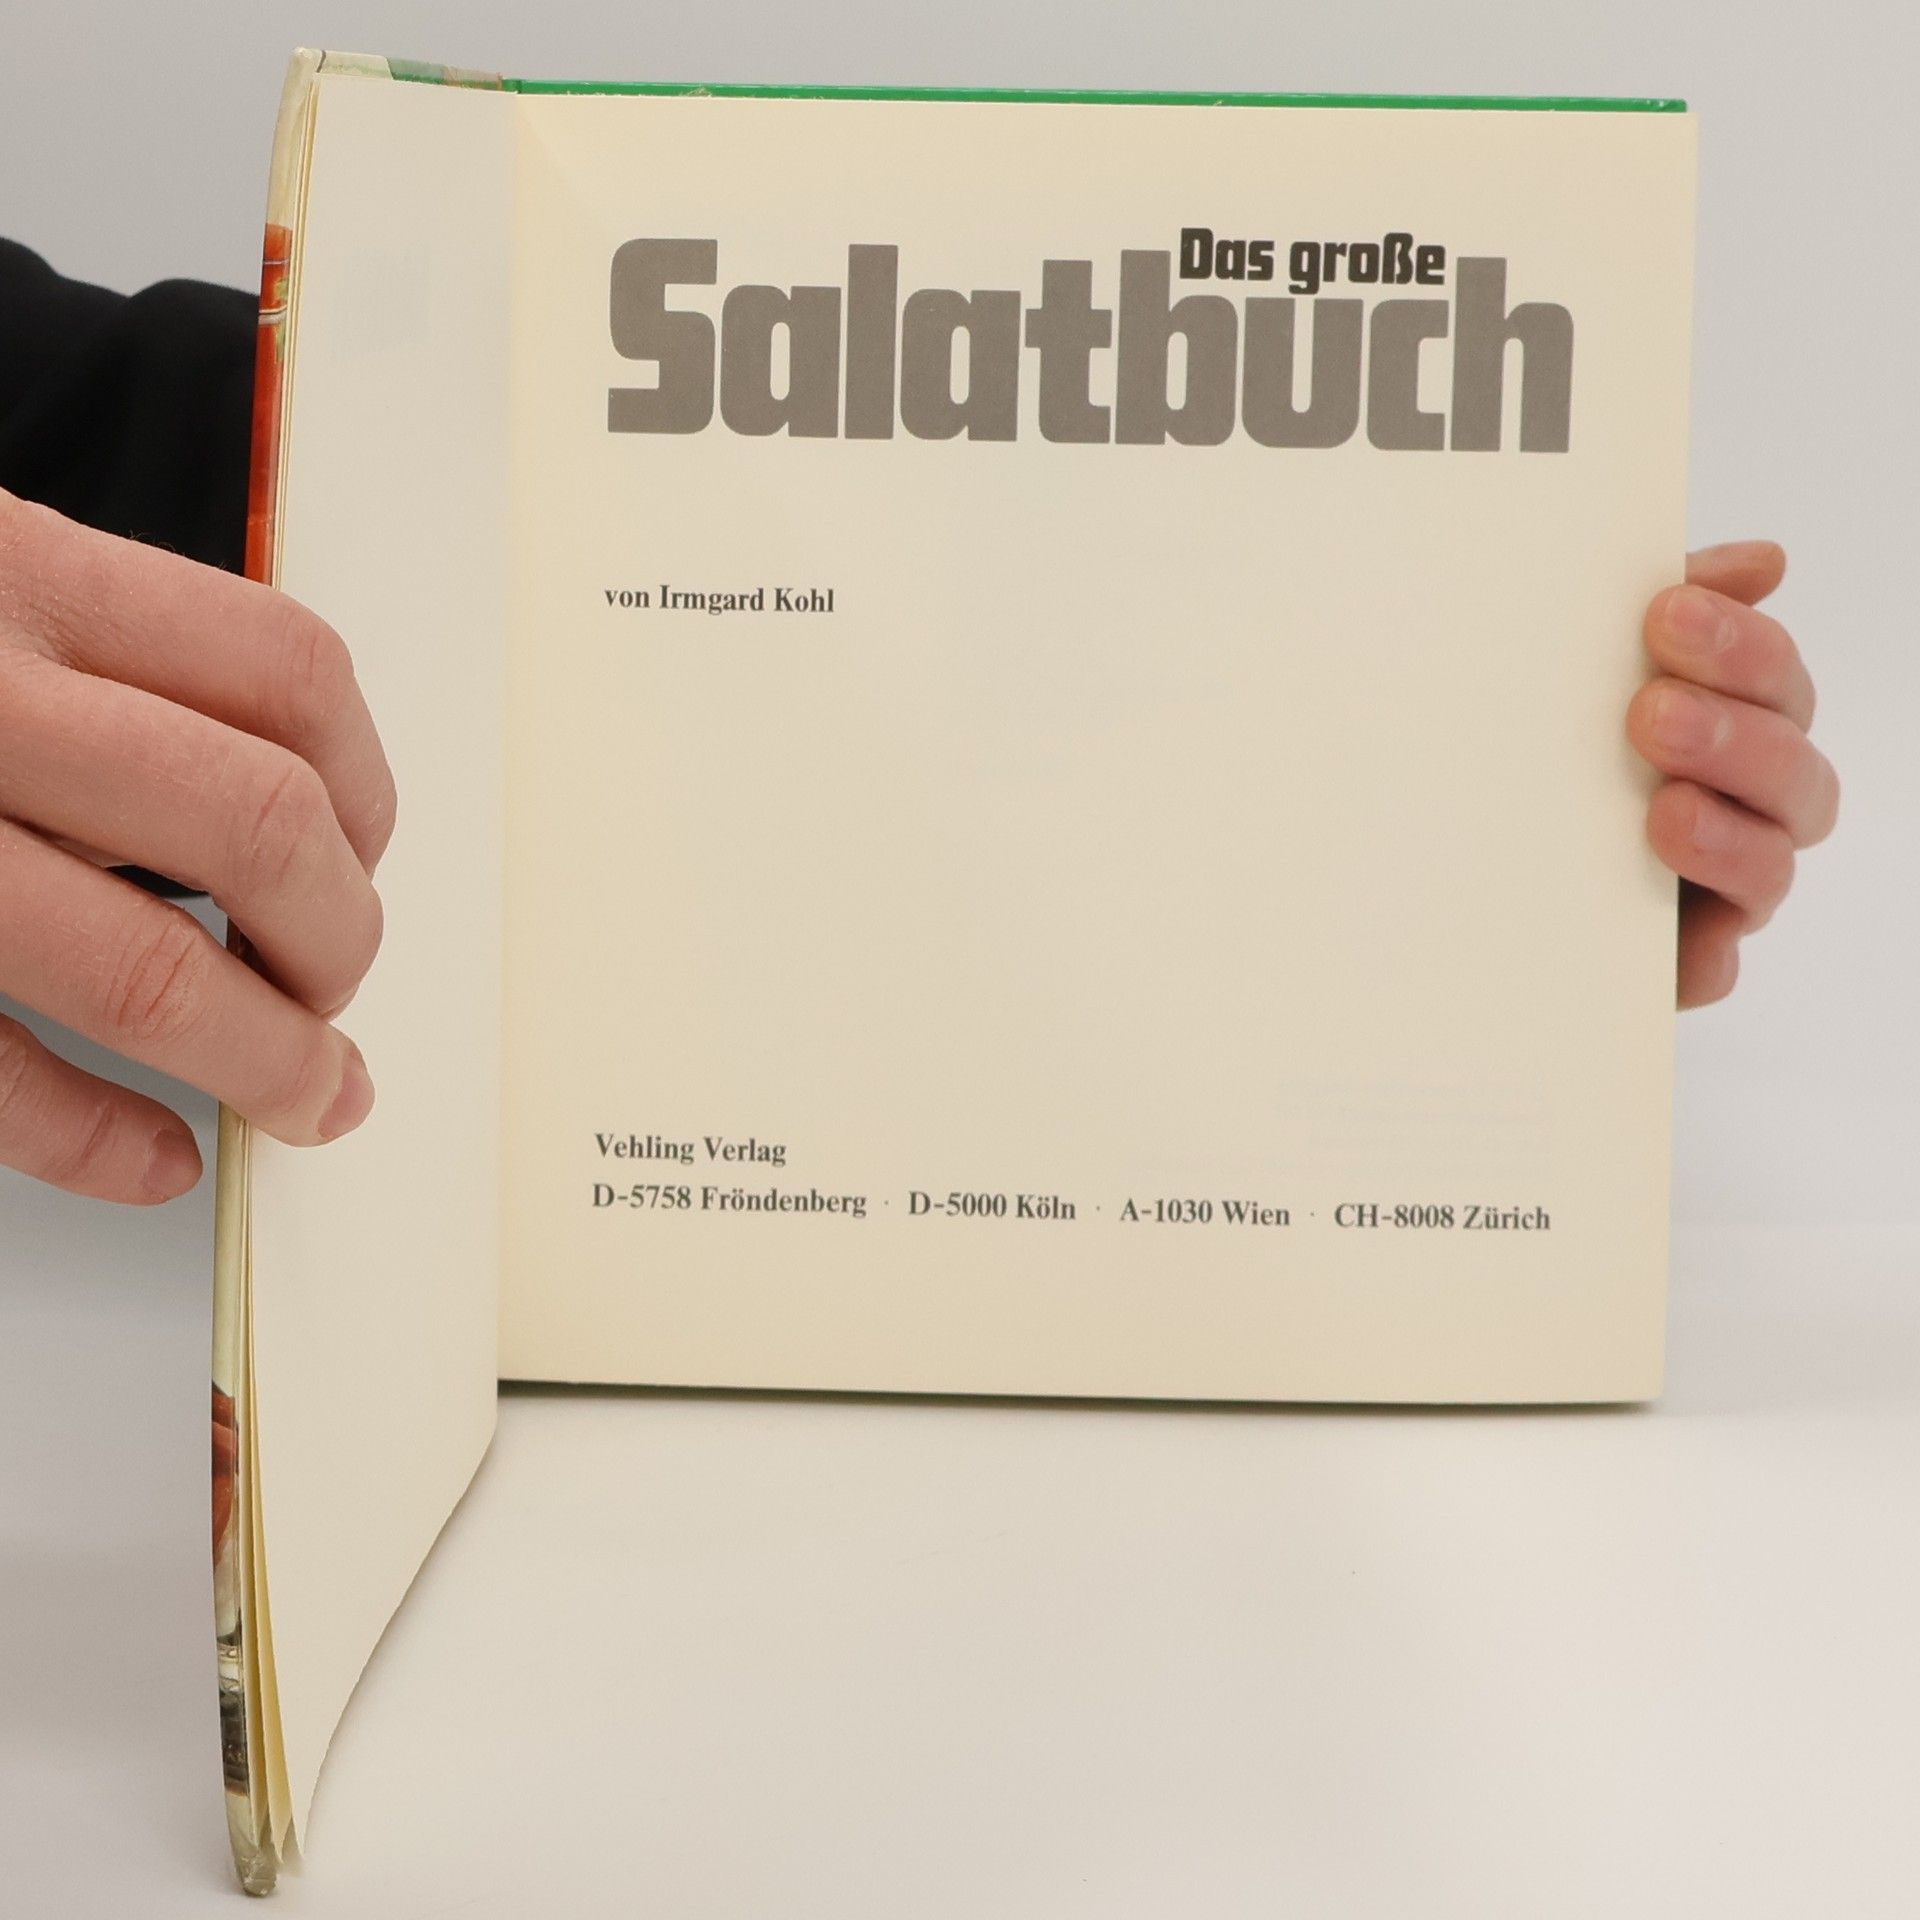 Das große
Salatbuch
von Irmgard Kohl
Vehling Verlag
D-5758 Fröndenberg · D-5000 Köln · A-1030 Wien · CH-8008 Zürich